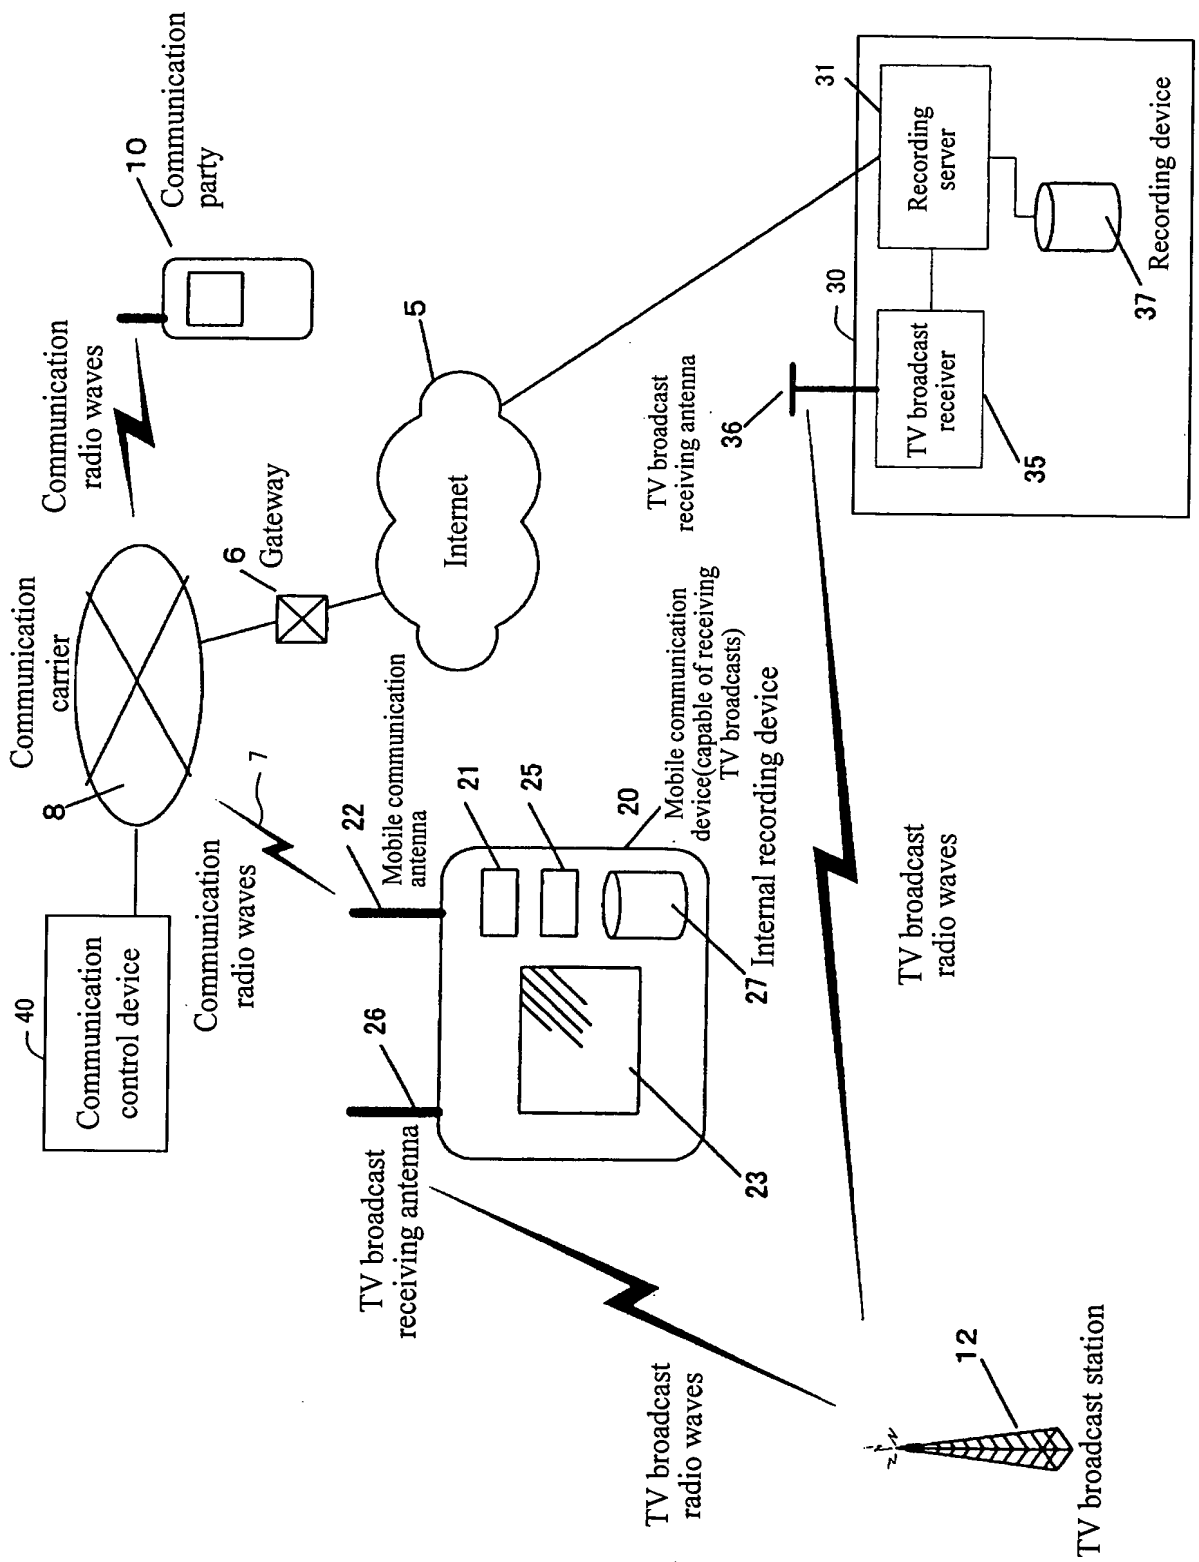 40
Communication
control device
8
Communication
carrier
Communication
radio waves
10
Communication
party
Communication
radio waves
7
6
Gateway
5
Internet
TV broadcast
receiving antenna
26
22
Mobile communication
antenna
21
25
20
Mobile communication
device(capable of receiving
TV broadcasts)
27
Internal recording device
23
TV broadcast
radio waves
TV broadcast
receiving antenna
36
TV broadcast
radio waves
30
31
TV broadcast
receiver
Recording
server
35
37
Recording device
12
TV broadcast station